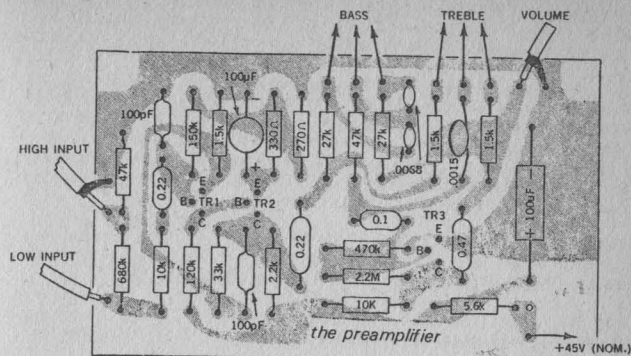 BASS
TREBLE
VOLUME
100µF
100pF
HIGH INPUT
47k
0.22
150k
1.5k
330Ω
270Ω
27k
47k
27k
.0068
1.5k
.0015
1.5k
100uF
−
+
−
+
E
B
TR1
C
E
B
TR2
C
LOW INPUT
680k
10k
120k
33k
100pF
2.2k
0.22
0.1
TR3
E
B
C
470k
2.2M
10K
0.47
5.6k
the preamplifier
+45V (NOM.)